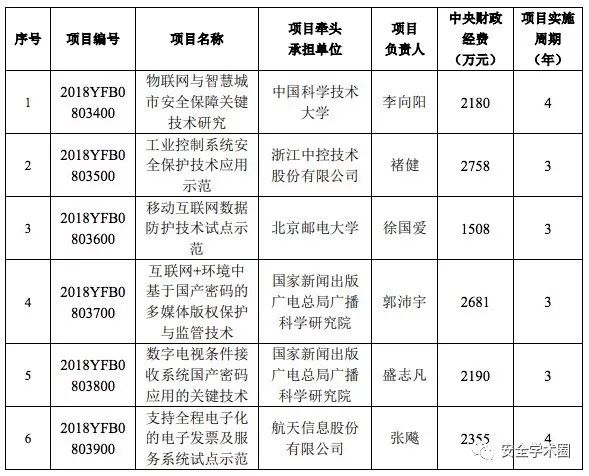 序号 项目编号 项目名称 项目牵头 项目 中央财政 项目实施
承担单位 负责人 经费 周期
（万元） （年）
1 2018YFB0 物联网与智慧城 中国科学技术 李向阳 2180 4
803400 市安全保障关键 大学
技术研究
2 2018YFB0 工业控制系统安 浙江中控技术 褚健 2758 3
803500 全保护技术应用 股份有限公司
示范
3 2018YFB0 移动互联网数据 北京邮电大学 徐国爱 1508 3
803600 防护技术试点示
范
4 2018YFB0 互联网+环境中 国家新闻出版 郭沛宇 2681 3
803700 基于国产密码的 广电总局广播
多媒体版权保护 科学研究院
与监管技术
5 2018YFB0 数字电视条件接 国家新闻出版 盛志凡 2190 3
803800 收系统国产密码 广电总局广播
应用的关键技术 科学研究院
6 2018YFB0 支持全程电子化 航天信息股份 张飚 2355 4
803900 的电子发票及服 有限公司
务系统试点示范
安全学术圈